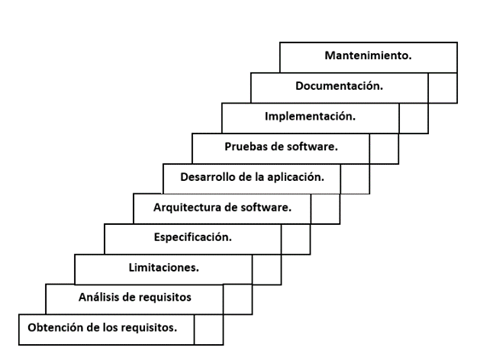 Mantenimiento.
Documentación.
Implementación.
Pruebas de software.
Desarrollo de la aplicación.
Arquitectura de software.
Especificación.
Limitaciones.
Análisis de requisitos
Obtención de los requisitos.